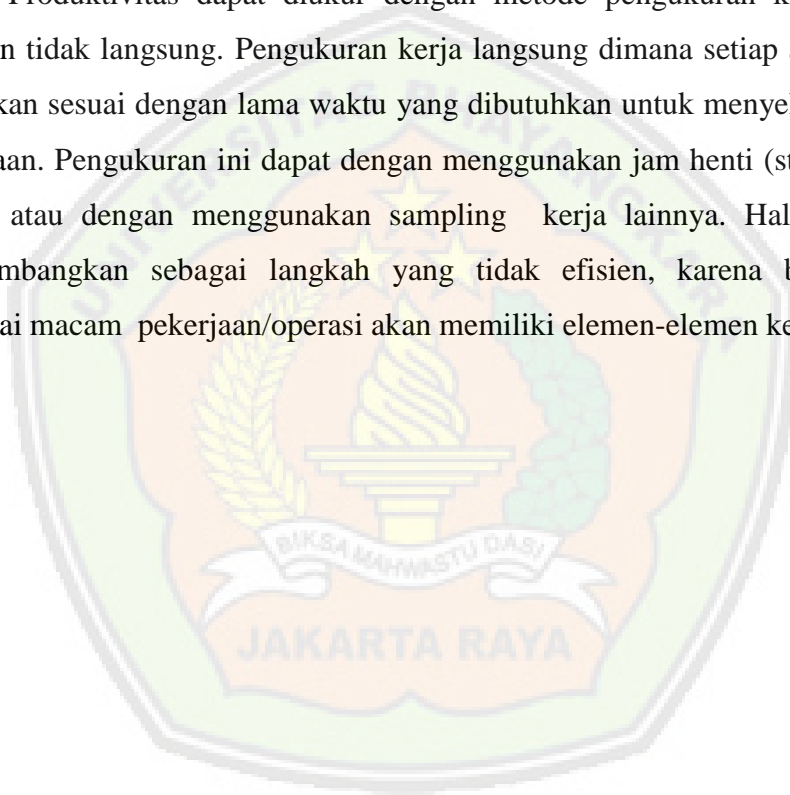 Produktivitas dapat diukur dengan metode pengukuran k
n tidak langsung. Pengukuran kerja langsung dimana setiap
kan sesuai dengan lama waktu yang dibutuhkan untuk menye
aan. Pengukuran ini dapat dengan menggunakan jam henti (st
atau dengan menggunakan sampling kerja lainnya. Hal
mbangkan sebagai langkah yang tidak efisien, karena b
ai macam pekerjaan/operasi akan memiliki elemen-elemen ke
UNIVERSITAS BHAYANGKARA
BIKSA MAHWASTU DASI
JAKARTA RAYA